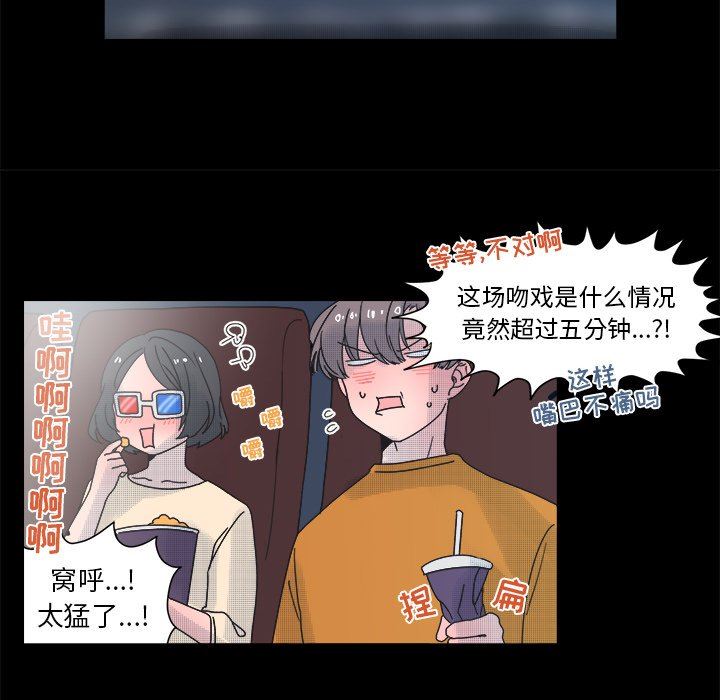 等等,不对啊
这场吻戏是什么情况
竟然超过五分钟...?!
这样
嘴巴不痛吗
哇啊啊啊啊啊啊
嚼
嚼
嚼
窝呼...!
太猛了...!
捏
扁